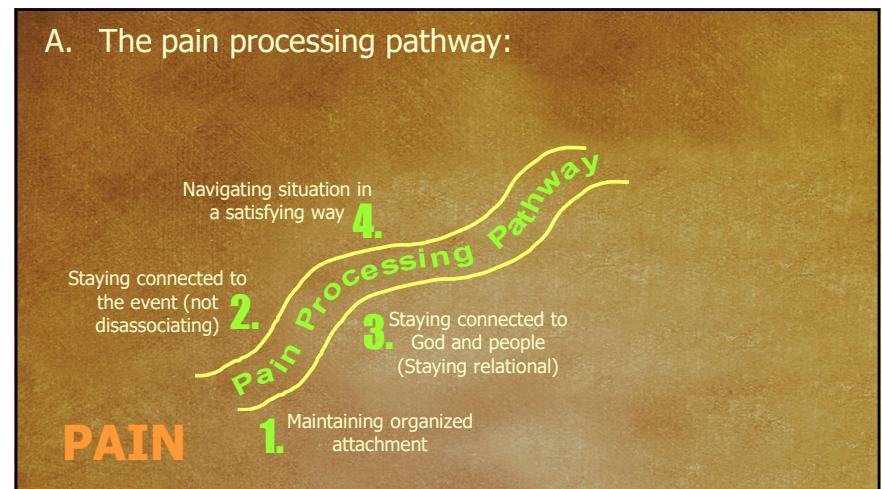 A. The pain processing pathway:
Navigating situation in
a satisfying way
4.
Staying connected to
the event (not
disassociating)
2.
Pain Processing Pathway
3.
Staying connected to
God and people
(Staying relational)
PAIN
1.
Maintaining organized
attachment